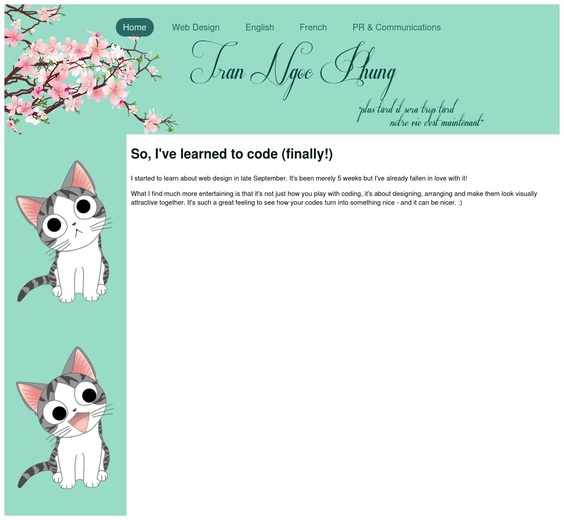 Home Web Design English French PR & Communications
Tran Ngoc Phung
"plus tard il sera trop tard
notre vie c'est maintenant"
So, I've learned to code (finally!)
I started to learn about web design in late September. It's been merely 5 weeks but I've already fallen in love with it!
What I find much more entertaining is that it's not just how you play with coding, it's about designing, arranging and make them look visually
attractive together. It's such a great feeling to see how your codes turn into something nice - and it can be nicer. :)